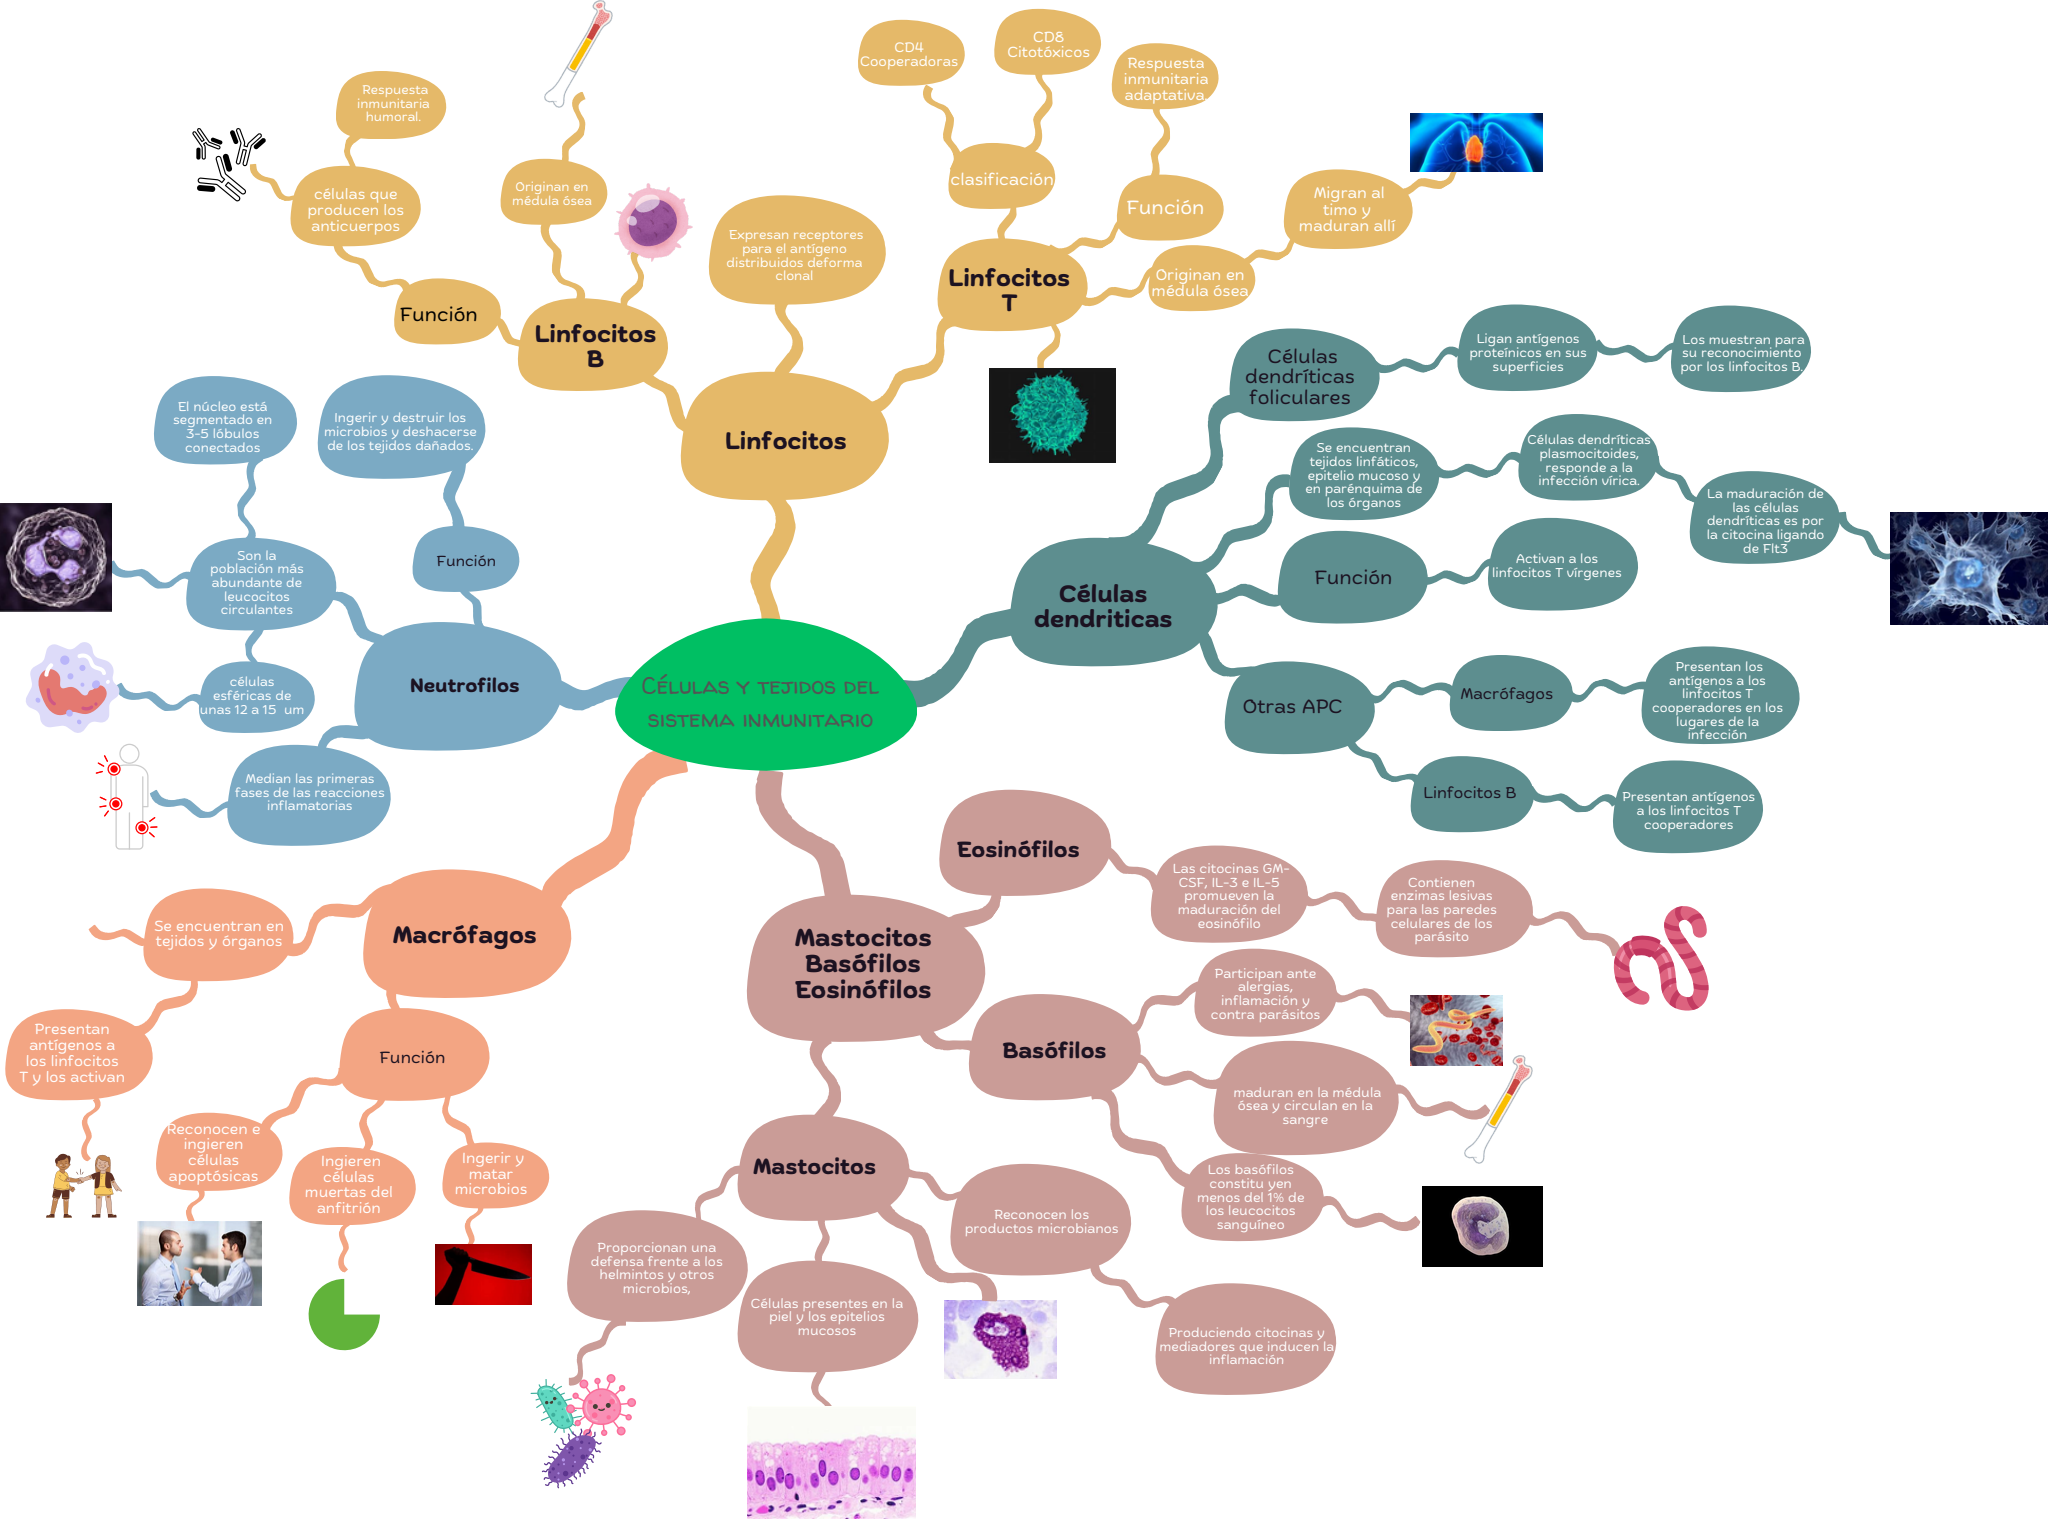 Células y tejidos del
sistema inmunitario
Linfocitos
Expresan receptores
para el antígeno
distribuidos deforma
clonal
Linfocitos
B
Originan en
médula ósea
Función
células que
producen los
anticuerpos
Respuesta
inmunitaria
humoral.
Linfocitos
T
clasificación
CD4
Cooperadoras
CD8
Citotóxicos
Función
Respuesta
inmunitaria
adaptativa.
Originan en
médula ósea
Migran al
timo y
maduran allí
Células
dendriticas
Células
dendríticas
foliculares
Ligan antígenos
proteínicos en sus
superficies
Los muestran para
su reconocimiento
por los linfocitos B.
Se encuentran
tejidos linfáticos,
epitelio mucoso y
en parénquima de
los órganos
Células dendríticas
plasmocitoides,
responde a la
infección vírica.
La maduración de
las células
dendríticas es por
la citocina ligando
de Flt3
Función
Activan a los
linfocitos T vírgenes
Otras APC
Macrófagos
Presentan los
antígenos a los
linfocitos T
cooperadores en los
lugares de la
infección
Linfocitos B
Presentan antígenos
a los linfocitos T
cooperadores
Neutrofilos
Función
Ingerir y destruir los
microbios y deshacerse
de los tejidos dañados.
Son la
población más
abundante de
leucocitos
circulantes
El núcleo está
segmentado en
3-5 lóbulos
conectados
células
esféricas de
unas 12 a 15 um
Median las primeras
fases de las reacciones
inflamatorias
Macrófagos
Se encuentran en
tejidos y órganos
Presentan
antígenos a
los linfocitos
T y los activan
Función
Reconocen e
ingieren
células
apoptósicas
Ingieren
células
muertas del
anfitrión
Ingerir y
matar
microbios
Mastocitos
Basófilos
Eosinófilos
Eosinófilos
Las citocinas GM-
CSF, IL-3 e IL-5
promueven la
maduración del
eosinófilo
Contienen
enzimas lesivas
para las paredes
celulares de los
parásito
Basófilos
Participan ante
alergias,
inflamación y
contra parásitos
maduran en la médula
ósea y circulan en la
sangre
Los basófilos
constitu yen
menos del 1% de
los leucocitos
sanguíneo
Mastocitos
Reconocen los
productos microbianos
Produciendo citocinas y
mediadores que inducen la
inflamación
Proporcionan una
defensa frente a los
helmintos y otros
microbios,
Células presentes en la
piel y los epitelios
mucosos